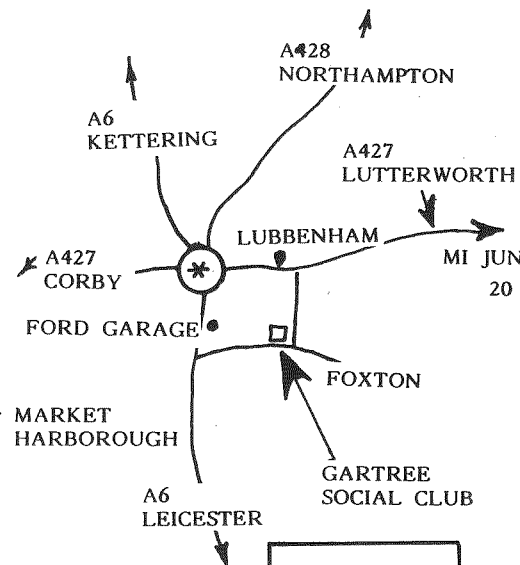 A428
NORTHAMPTON
A6
KETTERING
A427
LUTTERWORTH
LUBBENHAM
A427
CORBY
*
MI JUN
20
FORD GARAGE
FOXTON
MARKET
HARBOROUGH
GARTREE
SOCIAL CLUB
A6
LEICESTER